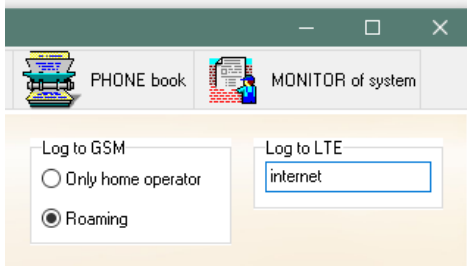 PHONE book
MONITOR of system
Log to GSM
Only home operator
Roaming
Log to LTE
internet